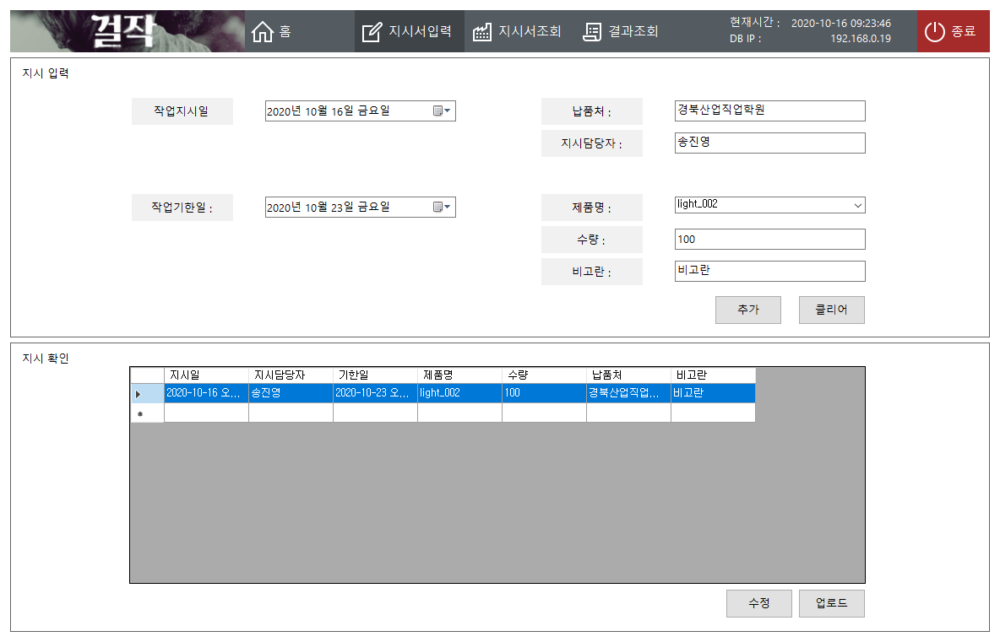 걸작
홈
지시서입력
지시서조회
결과조회
현재시간 : 2020-10-16 09:23:46
DB IP : 192.168.0.19
종료
지시 입력
작업지시일 2020년 10월 16일 금요일
납품처 : 경북산업직업학원
지시담당자 : 송진영
작업기한일 : 2020년 10월 23일 금요일
제품명 : light_002
수량 : 100
비고란 : 비고란
추가 클리어
지시 확인
지시일 지시담당자 기한일 제품명 수량 납품처 비고란
2020-10-16 오... 송진영 2020-10-23 오... light_002 100 경북산업직업... 비고란
수정 업로드